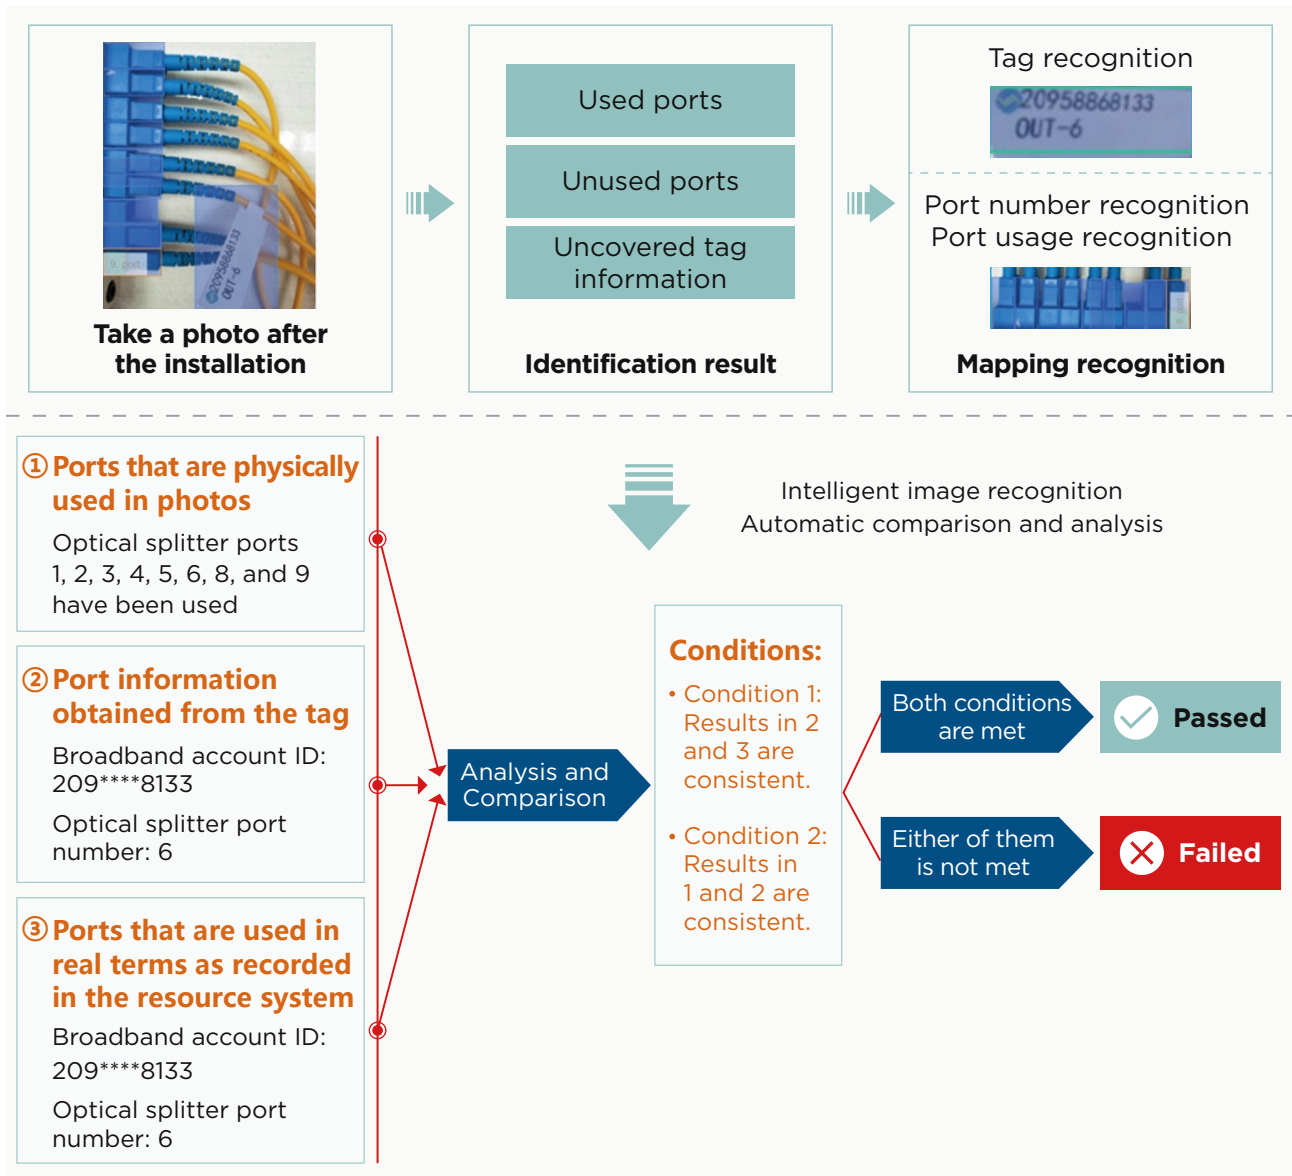 9. port
20958868133
OUT-6
Take a photo after
the installation
Used ports
Unused ports
Uncovered tag
information
Identification result
Tag recognition
20958868133
OUT-6
Port number recognition
Port usage recognition
Mapping recognition
① Ports that are physically
used in photos
Optical splitter ports
1, 2, 3, 4, 5, 6, 8, and 9
have been used
② Port information
obtained from the tag
Broadband account ID:
209****8133
Optical splitter port
number: 6
③ Ports that are used in
real terms as recorded
in the resource system
Broadband account ID:
209****8133
Optical splitter port
number: 6
Intelligent image recognition
Automatic comparison and analysis
Analysis and
Comparison
Conditions:
• Condition 1:
Results in 2
and 3 are
consistent.
• Condition 2:
Results in
1 and 2 are
consistent.
Both conditions
are met
Passed
Either of them
is not met
Failed